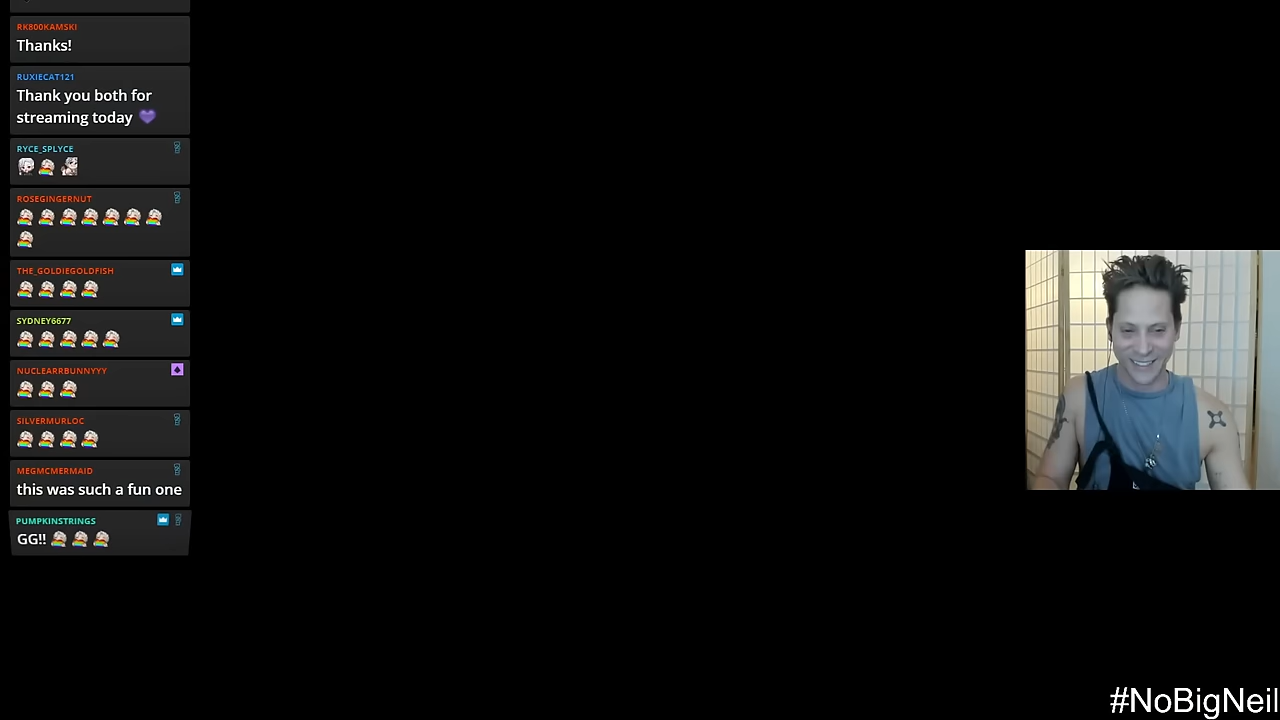 RK800KAMSKI
Thanks!
RUXIECAT121
Thank you both for
streaming today 💜
RYCE_SPLYCE
ROSEGINGERNUT
THE_GOLDIEGOLDFISH
SYDNEY6677
NUCLEARRBUNNYYY
SILVERMURLOC
MEGMCMERMAID
this was such a fun one
PUMPKINSTRINGS
GG!!
#NoBigNeil